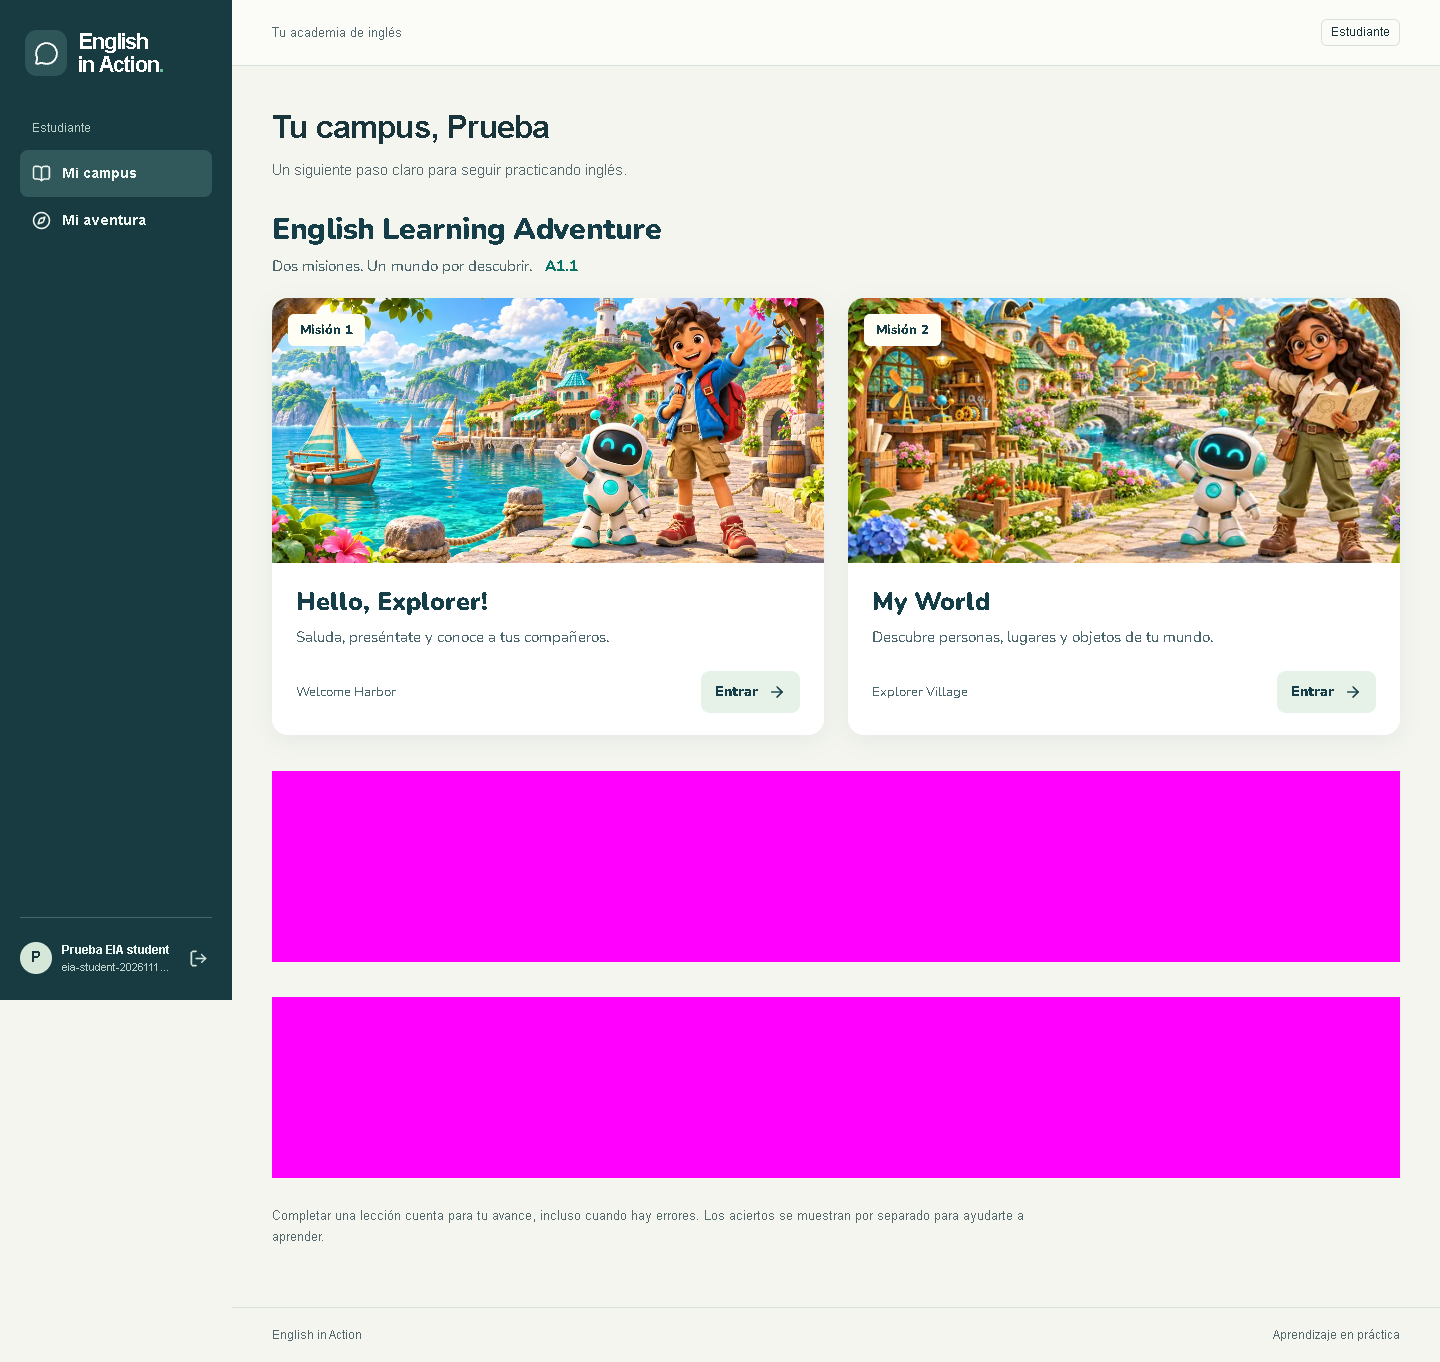 English
in Action.
Estudiante
Mi campus
Mi aventura
Prueba EIA student
eia-student-2026111...
P
Tu academia de inglés
Estudiante
Tu campus, Prueba
Un siguiente paso claro para seguir practicando inglés.
English Learning Adventure
Dos misiones. Un mundo por descubrir. A1.1
Misión 1
Hello, Explorer!
Saluda, preséntate y conoce a tus compañeros.
Welcome Harbor
Entrar
Misión 2
My World
Descubre personas, lugares y objetos de tu mundo.
Explorer Village
Entrar
Completar una lección cuenta para tu avance, incluso cuando hay errores. Los aciertos se muestran por separado para ayudarte a
aprender.
English in Action
Aprendizaje en práctica